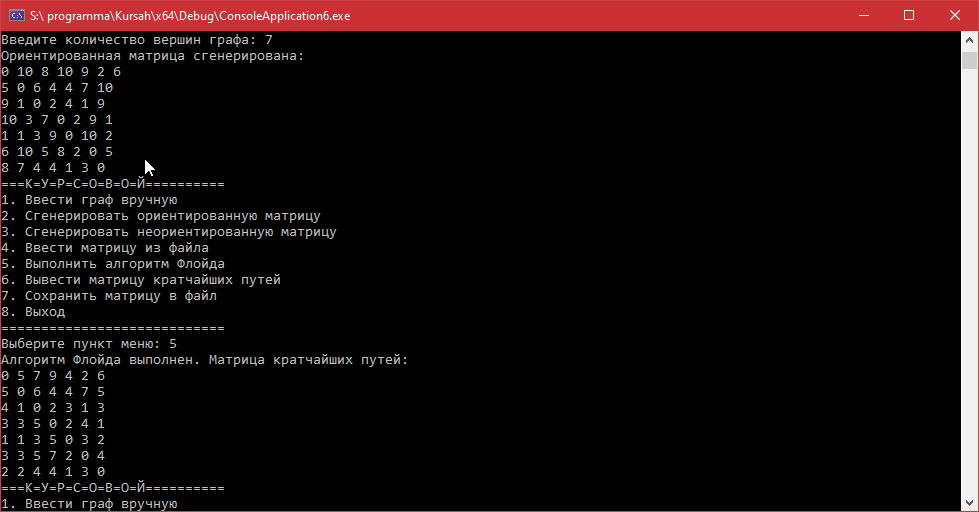 S:\ programma\Kursah\x64\Debug\ConsoleApplication6.exe
Введите количество вершин графа: 7
Ориентированная матрица сгенерирована:
0 10 8 10 9 2 6
5 0 6 4 4 7 10
9 1 0 2 4 1 9
10 3 7 0 2 9 1
1 1 3 9 0 10 2
6 10 5 8 2 0 5
8 7 4 4 1 3 0
===К=У=Р=С=О=В=О=Й==========
1. Ввести граф вручную
2. Сгенерировать ориентированную матрицу
3. Сгенерировать неориентированную матрицу
4. Ввести матрицу из файла
5. Выполнить алгоритм Флойда
6. Вывести матрицу кратчайших путей
7. Сохранить матрицу в файл
8. Выход
============================
Выберите пункт меню: 5
Алгоритм Флойда выполнен. Матрица кратчайших путей:
0 5 7 9 4 2 6
5 0 6 4 4 7 5
4 1 0 2 3 1 3
3 3 5 0 2 4 1
1 1 3 5 0 3 2
3 3 5 7 2 0 4
2 2 4 4 1 3 0
===К=У=Р=С=О=В=О=Й==========
1. Ввести граф вручную